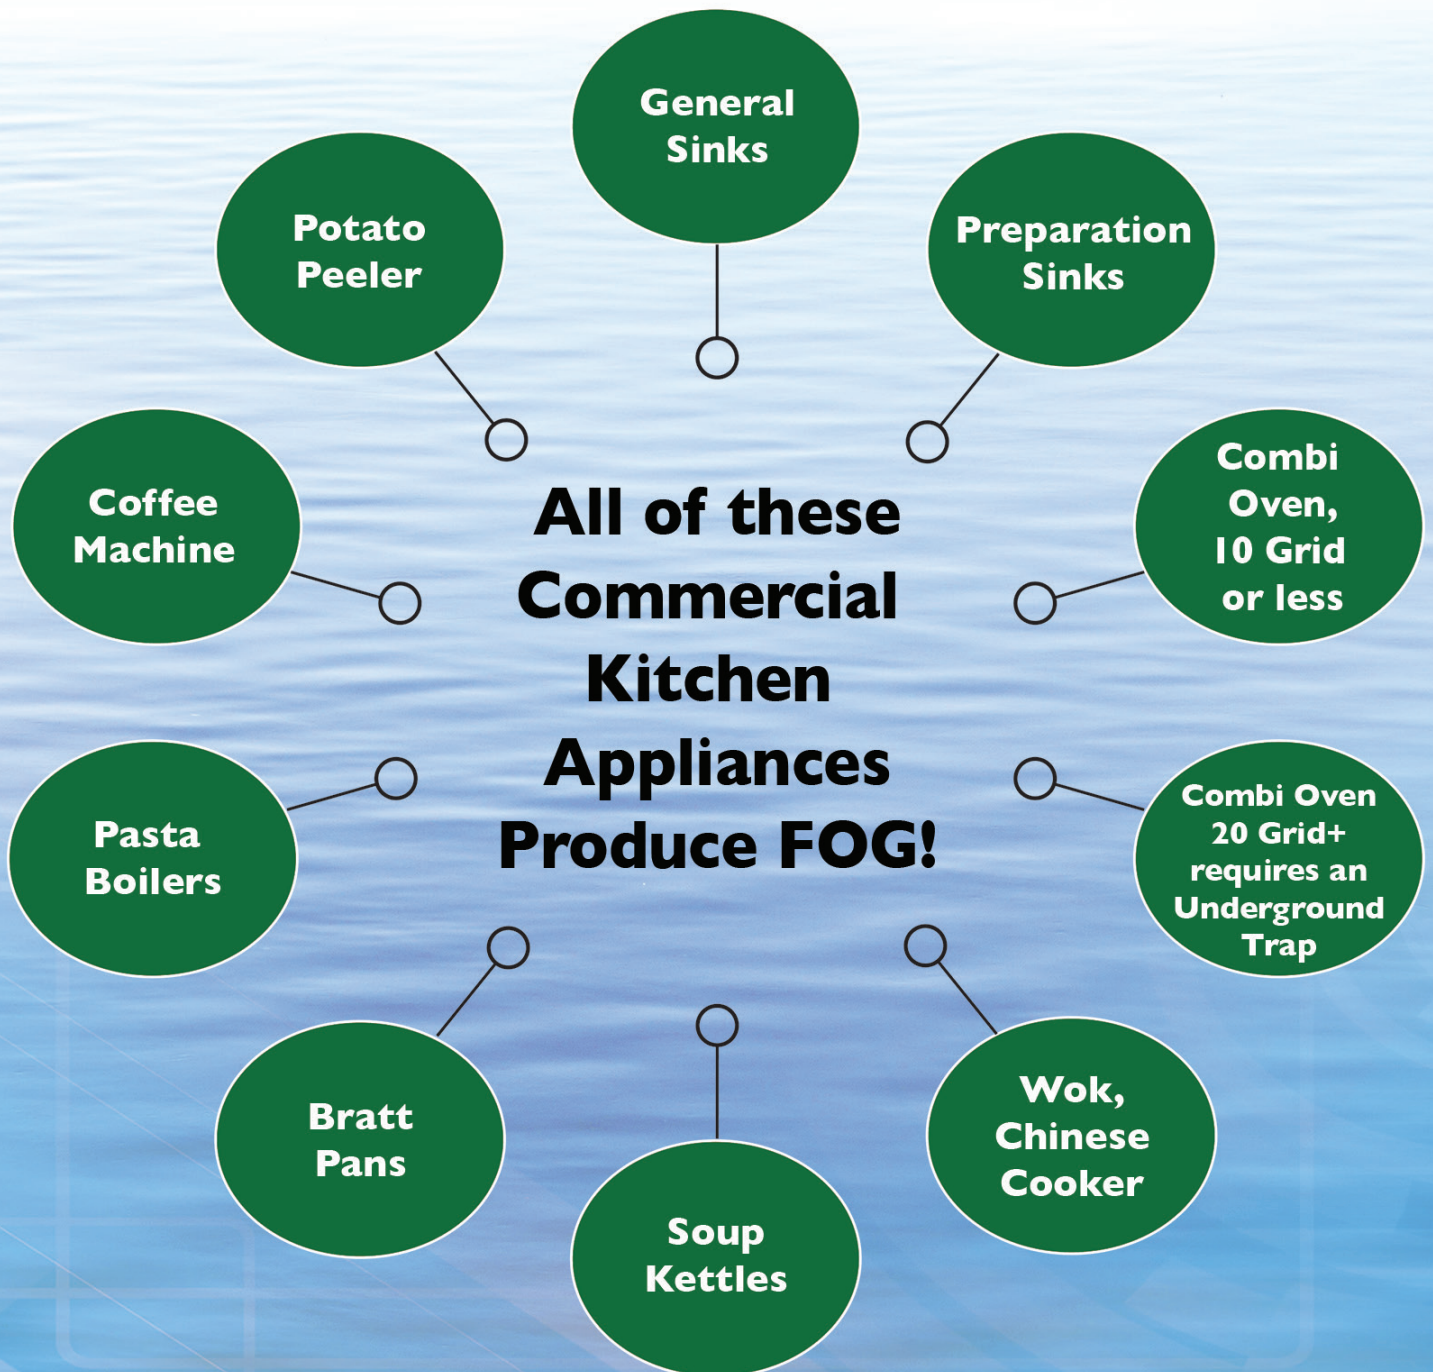 General
Sinks
Potato
Peeler
Preparation
Sinks
Coffee
Machine
Combi
Oven,
10 Grid
or less
All of these
Commercial
Kitchen
Appliances
Produce FOG!
Pasta
Boilers
Combi Oven
20 Grid+
requires an
Underground
Trap
Bratt
Pans
Wok,
Chinese
Cooker
Soup
Kettles